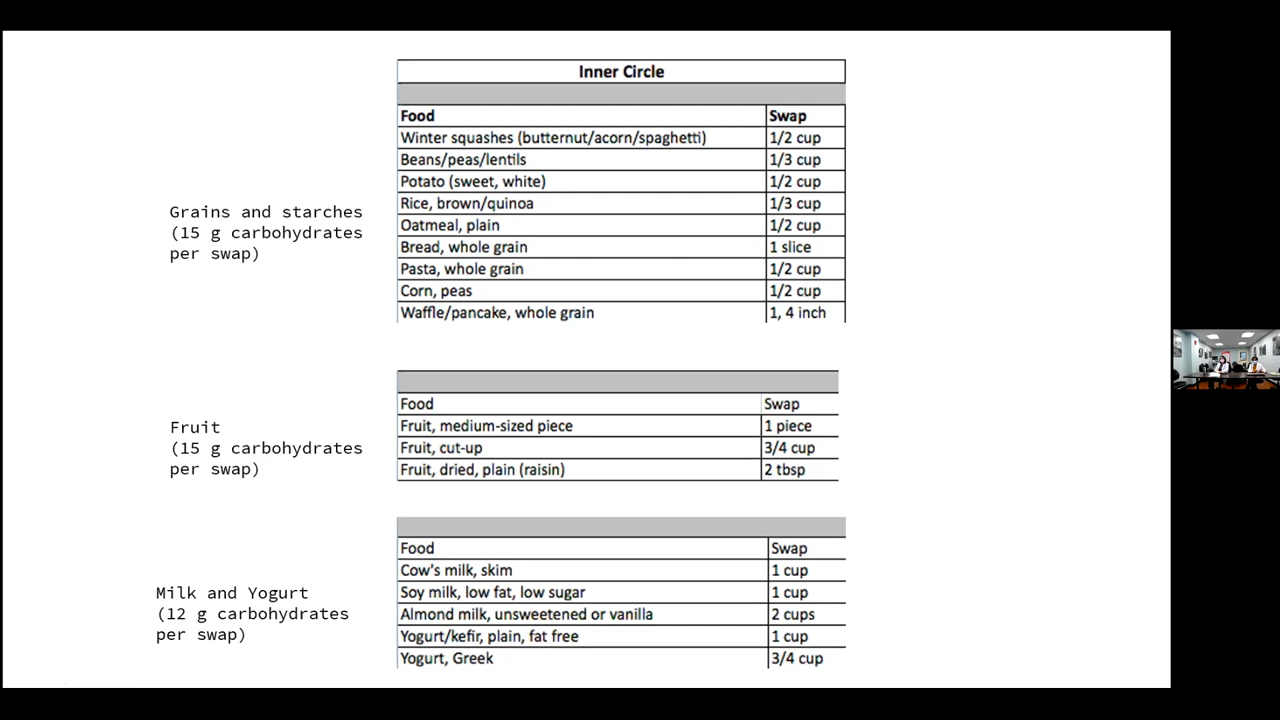 Inner Circle
Food Swap
Winter squashes (butternut/acorn/spaghetti) 1/2 cup
Beans/peas/lentils 1/3 cup
Potato (sweet, white) 1/2 cup
Rice, brown/quinoa 1/3 cup
Oatmeal, plain 1/2 cup
Bread, whole grain 1 slice
Pasta, whole grain 1/2 cup
Corn, peas 1/2 cup
Waffle/pancake, whole grain 1, 4 inch
Grains and starches
(15 g carbohydrates
per swap)
Food Swap
Fruit, medium-sized piece 1 piece
Fruit, cut-up 3/4 cup
Fruit, dried, plain (raisin) 2 tbsp
Fruit
(15 g carbohydrates
per swap)
Food Swap
Cow's milk, skim 1 cup
Soy milk, low fat, low sugar 1 cup
Almond milk, unsweetened or vanilla 2 cups
Yogurt/kefir, plain, fat free 1 cup
Yogurt, Greek 3/4 cup
Milk and Yogurt
(12 g carbohydrates
per swap)